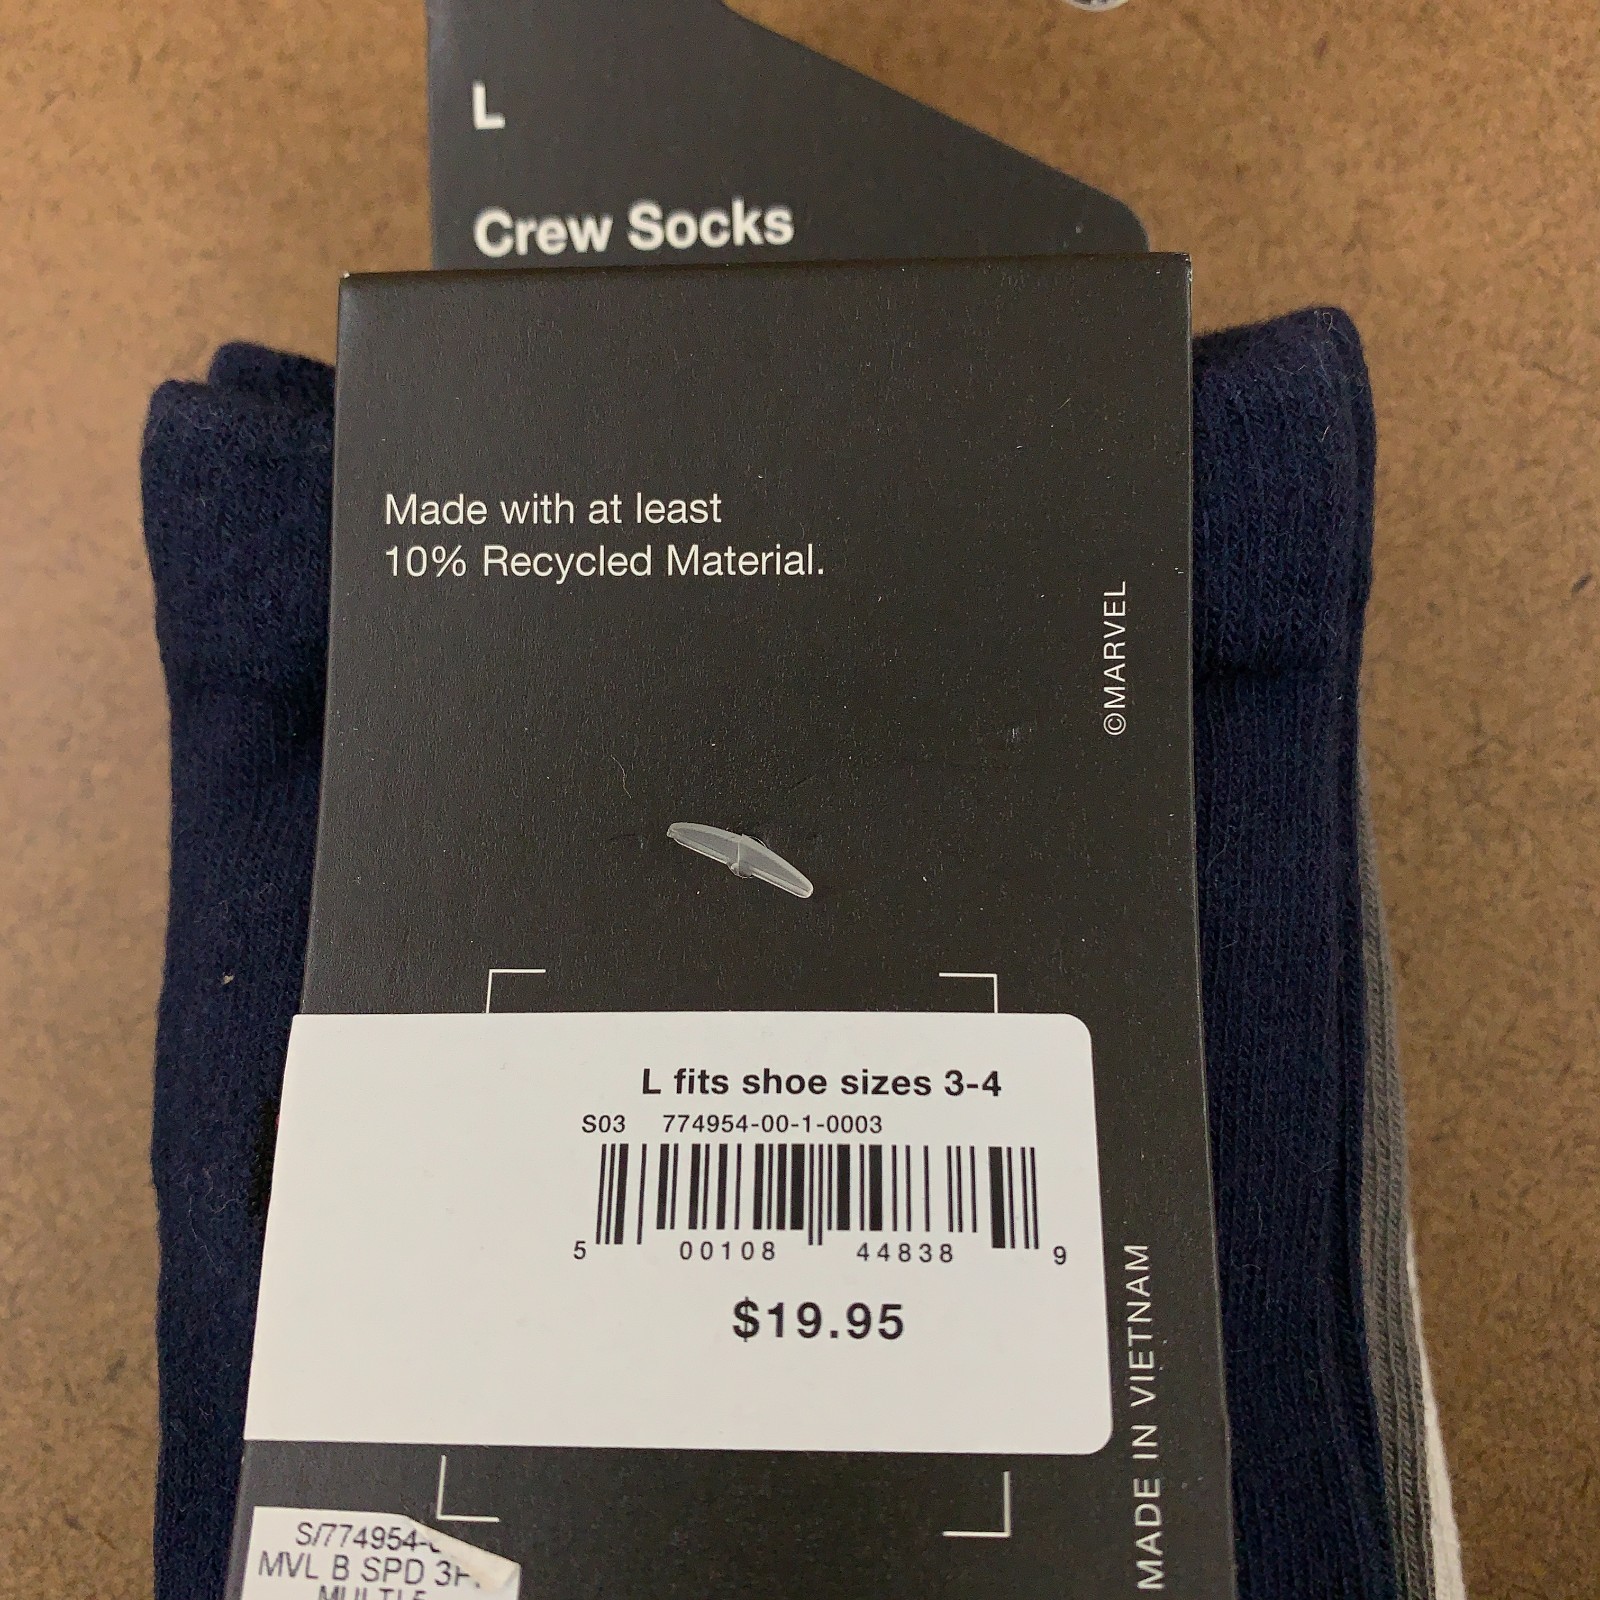 L
Crew Socks
Made with at least
10% Recycled Material.
©MARVEL
L fits shoe sizes 3-4
S03 774954-00-1-0003
5 00108 44838 9
$19.95
MADE IN VIETNAM
S/774954-
MVL B SPD